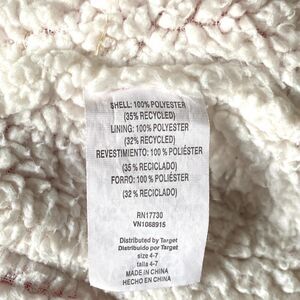 SHELL: 100% POLYESTER
(35% RECYCLED)
LINING: 100% POLYESTER
(32% RECYCLED)
REVESTIMIENTO: 100 % POLIÉSTER
(35 % RECICLADO)
FORRO: 100 % POLIÉSTER
(32 % RECICLADO)
RN17730
VN1068915
Distributed by Target
Distribuido por Target
size 4-7
talla 4-7
MADE IN CHINA
HECHO EN CHINA